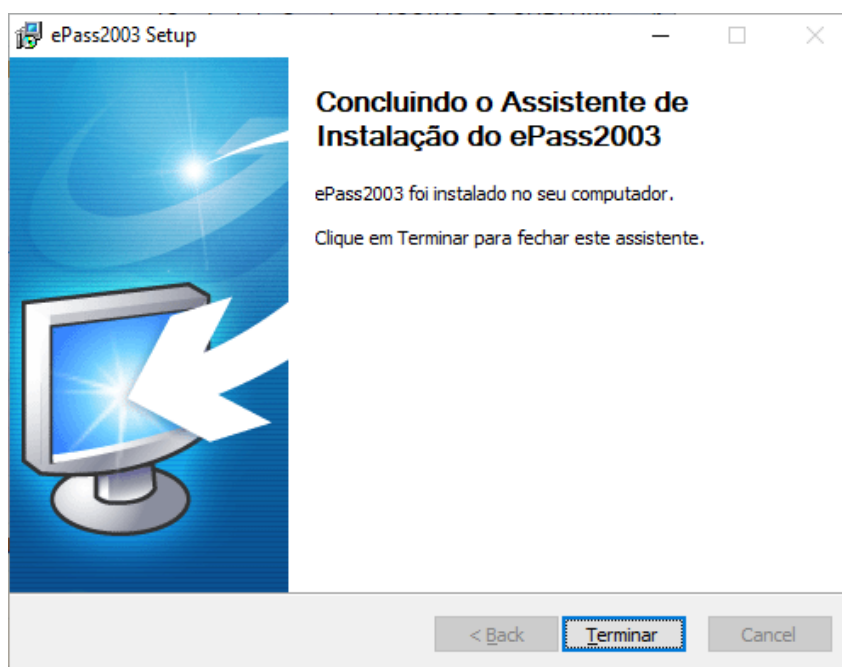 ePass2003 Setup
Concluindo o Assistente de
Instalação do ePass2003
ePass2003 foi instalado no seu computador.
Clique em Terminar para fechar este assistente.
< Back
Terminar
Cancel